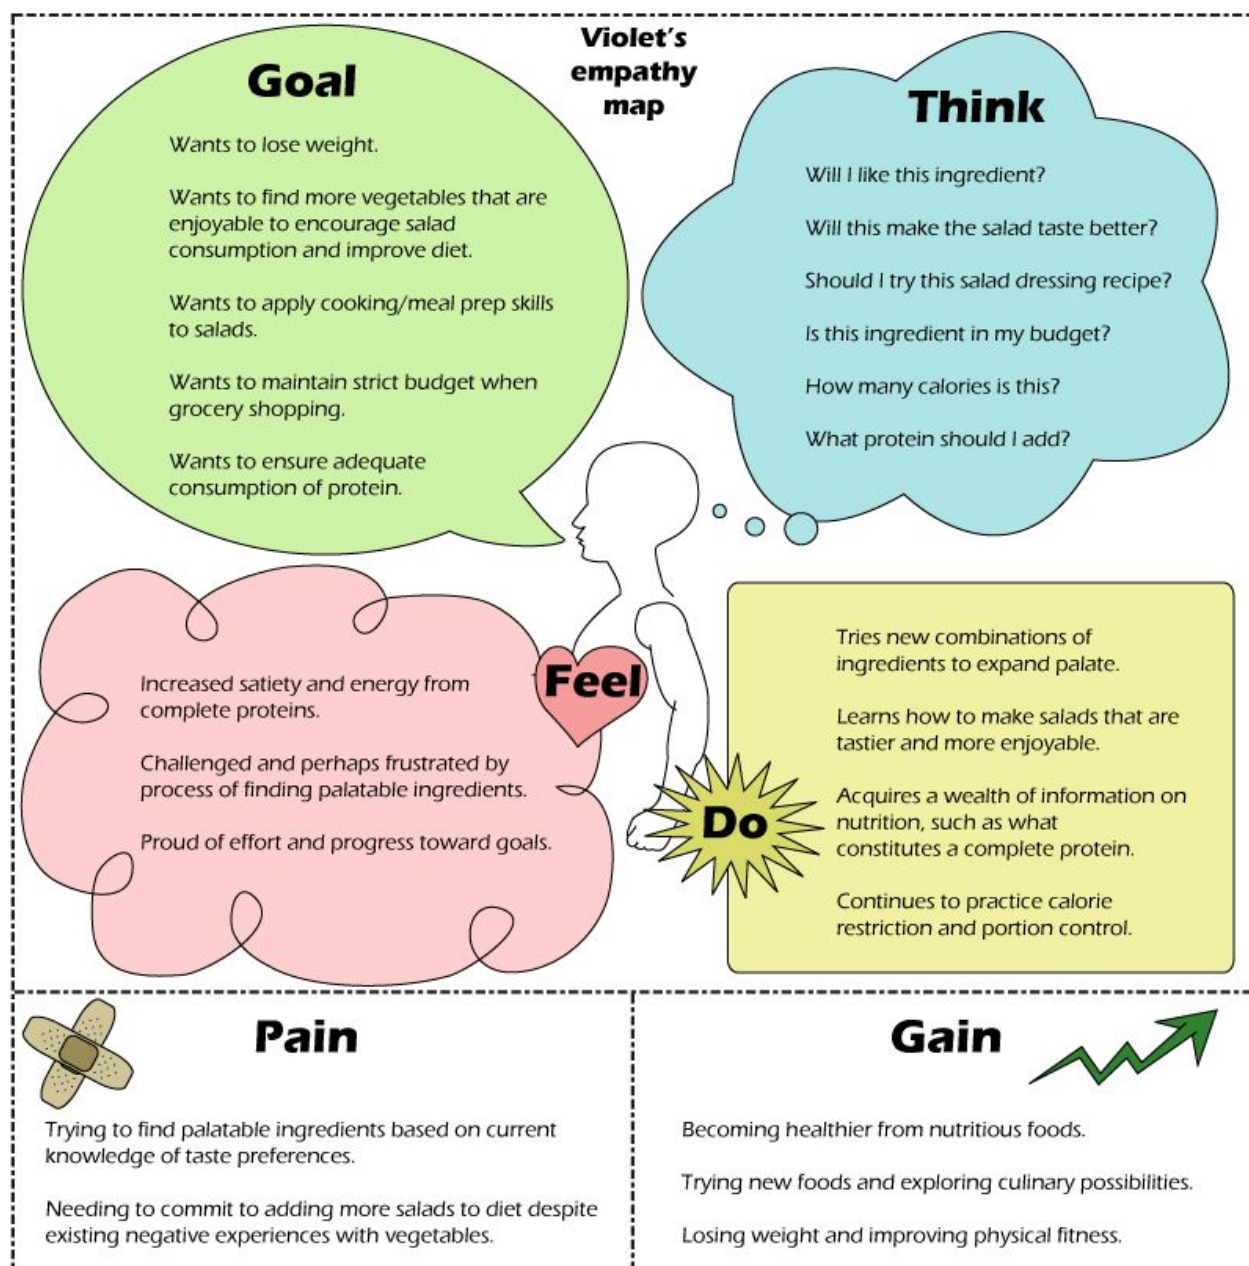 Violet's
empathy
map
Goal
Wants to lose weight.
Wants to find more vegetables that are
enjoyable to encourage salad
consumption and improve diet.
Wants to apply cooking/meal prep skills
to salads.
Wants to maintain strict budget when
grocery shopping.
Wants to ensure adequate
consumption of protein.
Think
Will I like this ingredient?
Will this make the salad taste better?
Should I try this salad dressing recipe?
Is this ingredient in my budget?
How many calories is this?
What protein should I add?
Feel
Increased satiety and energy from
complete proteins.
Challenged and perhaps frustrated by
process of finding palatable ingredients.
Proud of effort and progress toward goals.
Do
Tries new combinations of
ingredients to expand palate.
Learns how to make salads that are
tastier and more enjoyable.
Acquires a wealth of information on
nutrition, such as what
constitutes a complete protein.
Continues to practice calorie
restriction and portion control.
Pain
Trying to find palatable ingredients based on current
knowledge of taste preferences.
Needing to commit to adding more salads to diet despite
existing negative experiences with vegetables.
Gain
Becoming healthier from nutritious foods.
Trying new foods and exploring culinary possibilities.
Losing weight and improving physical fitness.